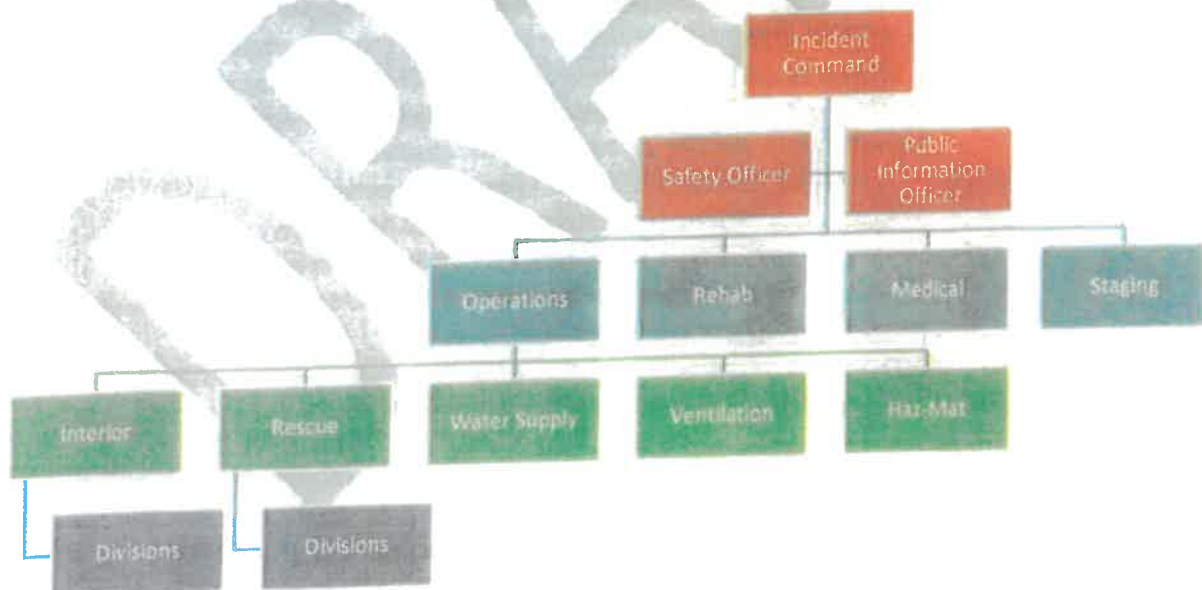 Incident
Command
Safety Officer
Public
Information
Officer
Operations
Rehab
Medical
Staging
Interior
Rescue
Water Supply
Ventilation
Haz-Mat
Divisions
Divisions